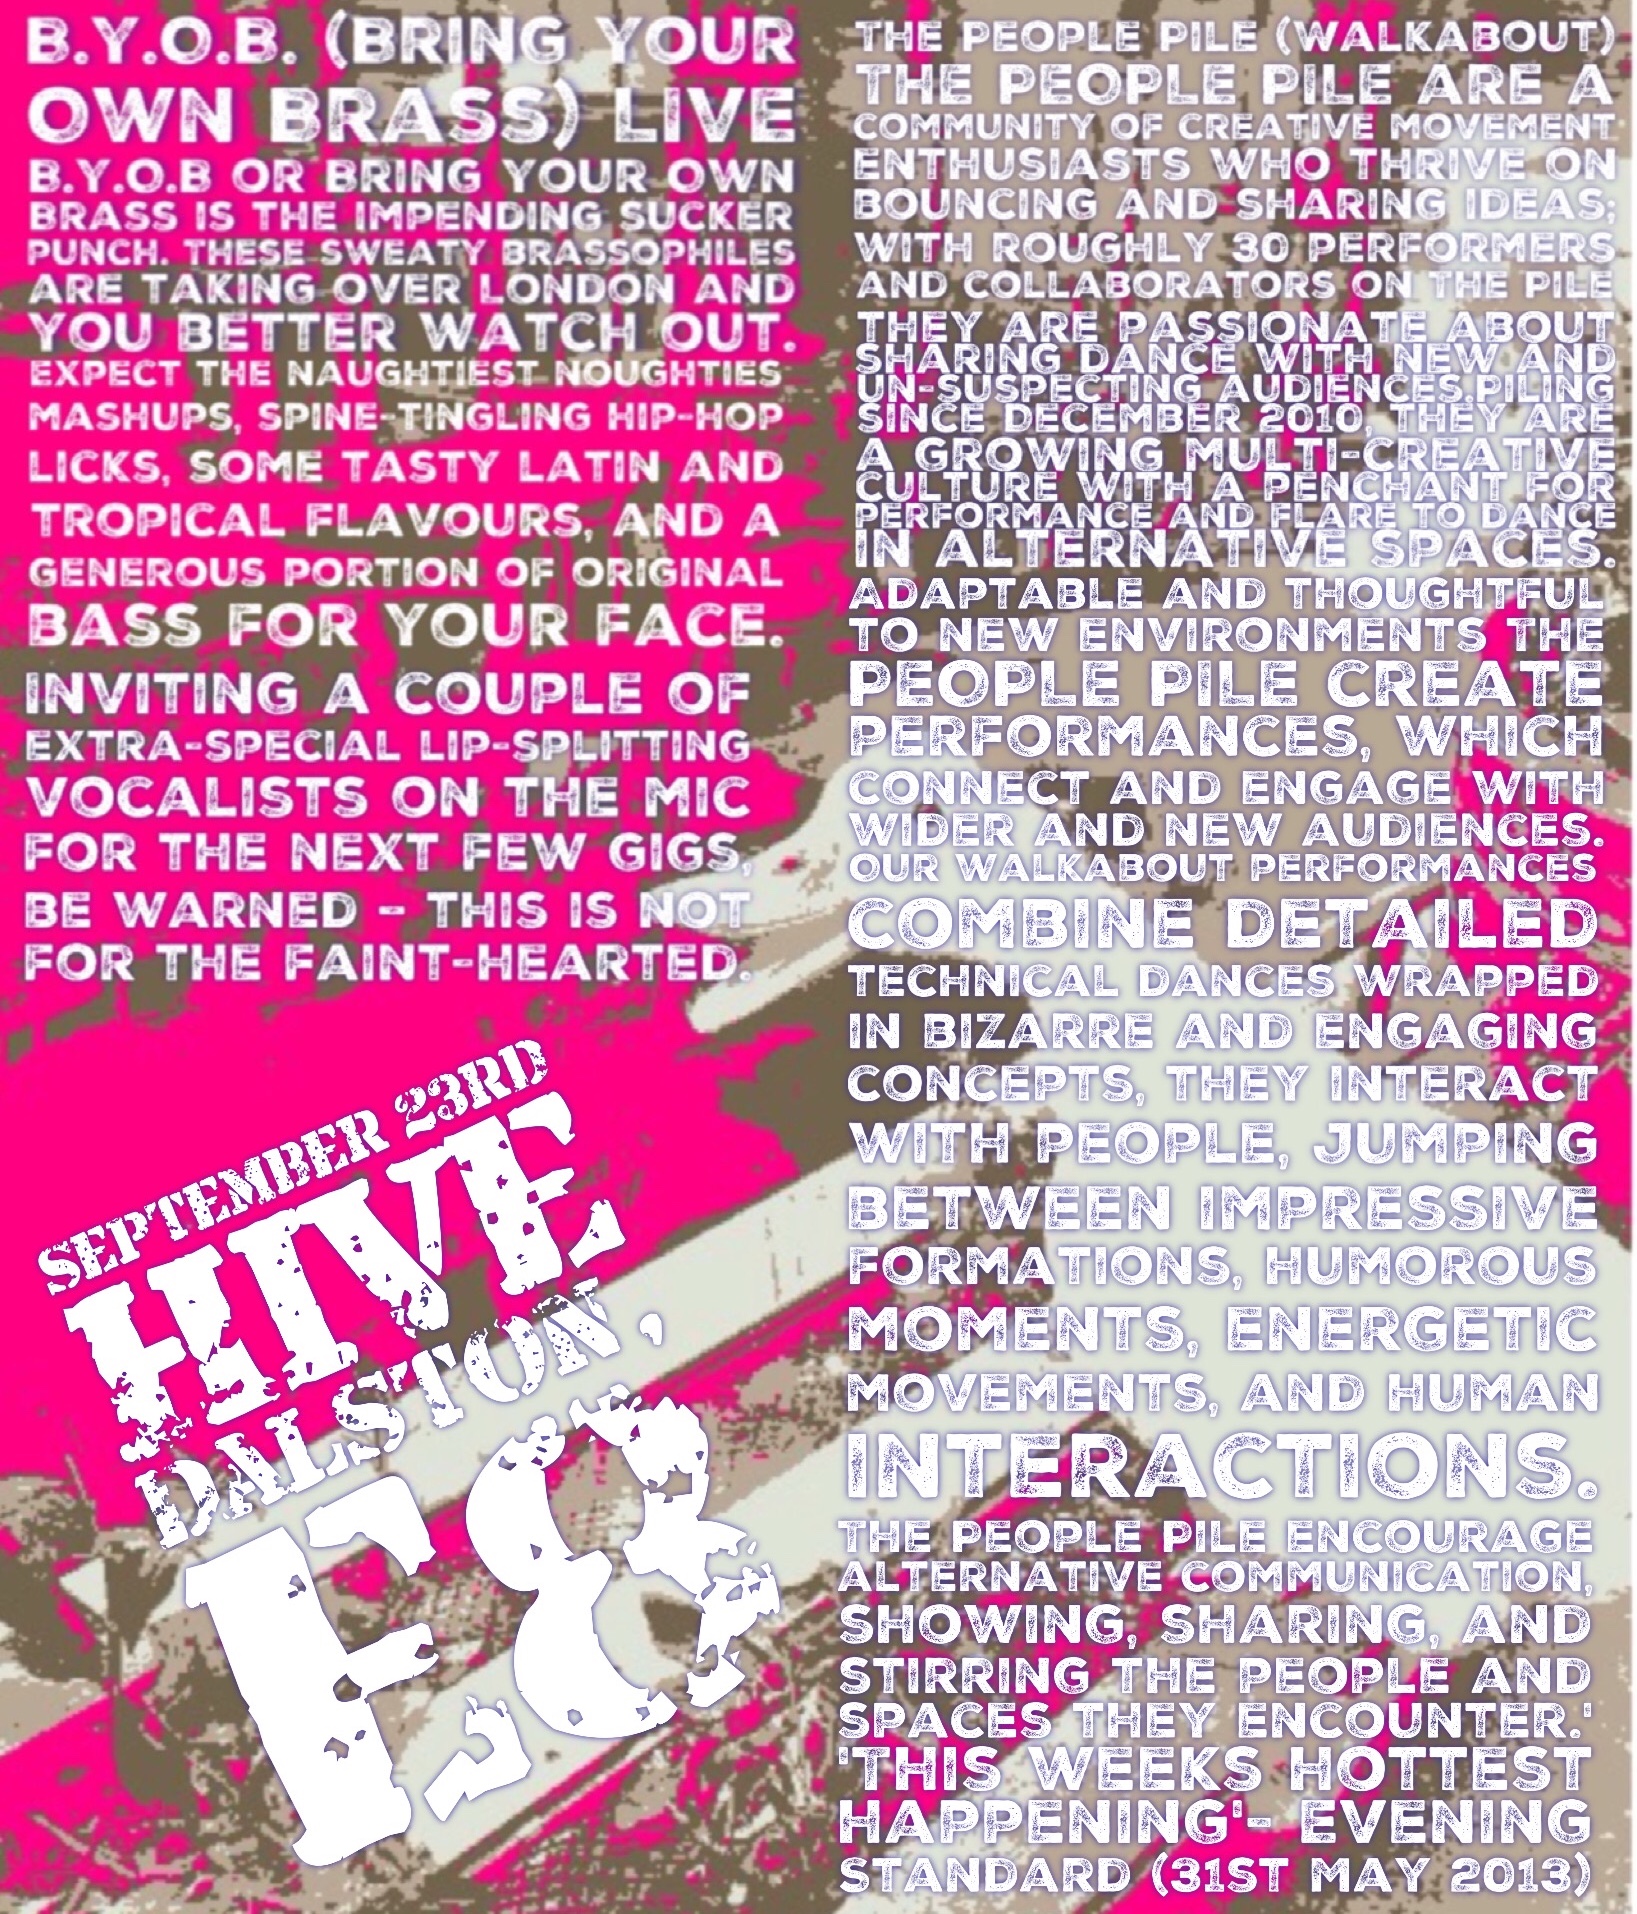 B.Y.O.B. (BRING YOUR
OWN BRASS) LIVE
B.Y.O.B OR BRING YOUR OWN
BRASS IS THE IMPENDING SUCKER
PUNCH. THESE SWEATY BRASSOPHILES
ARE TAKING OVER LONDON AND
YOU BETTER WATCH OUT.
EXPECT THE NAUGHTIEST NOUGHTIES
MASHUPS, SPINE-TINGLING HIP-HOP
LICKS, SOME TASTY LATIN AND
TROPICAL FLAVOURS, AND A
GENEROUS PORTION OF ORIGINAL
BASS FOR YOUR FACE.
INVITING A COUPLE OF
EXTRA-SPECIAL LIP-SPLITTING
VOCALISTS ON THE MIC
FOR THE NEXT FEW GIGS,
BE WARNED - THIS IS NOT
FOR THE FAINT-HEARTED.
SEPTEMBER 23RD
HIVE
DALSTON,
E8
THE PEOPLE PILE (WALKABOUT)
THE PEOPLE PILE ARE A
COMMUNITY OF CREATIVE MOVEMENT
ENTHUSIASTS WHO THRIVE ON
BOUNCING AND SHARING IDEAS;
WITH ROUGHLY 30 PERFORMERS
AND COLLABORATORS ON THE PILE
THEY ARE PASSIONATE ABOUT
SHARING DANCE WITH NEW AND
UN-SUSPECTING AUDIENCES.PILING
SINCE DECEMBER 2010, THEY ARE
A GROWING MULTI-CREATIVE
CULTURE WITH A PENCHANT FOR
PERFORMANCE AND FLARE TO DANCE
IN ALTERNATIVE SPACES.
ADAPTABLE AND THOUGHTFUL
TO NEW ENVIRONMENTS THE
PEOPLE PILE CREATE
PERFORMANCES, WHICH
CONNECT AND ENGAGE WITH
WIDER AND NEW AUDIENCES.
OUR WALKABOUT PERFORMANCES
COMBINE DETAILED
TECHNICAL DANCES WRAPPED
IN BIZARRE AND ENGAGING
CONCEPTS, THEY INTERACT
WITH PEOPLE, JUMPING
BETWEEN IMPRESSIVE
FORMATIONS, HUMOROUS
MOMENTS, ENERGETIC
MOVEMENTS, AND HUMAN
INTERACTIONS.
THE PEOPLE PILE ENCOURAGE
ALTERNATIVE COMMUNICATION,
SHOWING, SHARING, AND
STIRRING THE PEOPLE AND
SPACES THEY ENCOUNTER.'
'THIS WEEKS HOTTEST
HAPPENING'- EVENING
STANDARD (31ST MAY 2013)